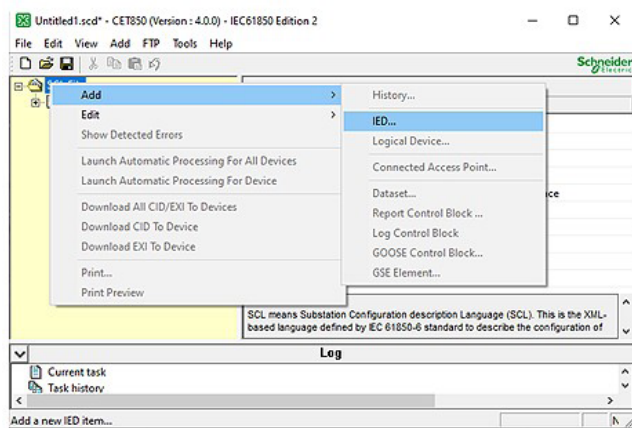 Untitled1.scd* - CET850 (Version : 4.0.0) - IEC61850 Edition 2
File Edit View Add FTP Tools Help
Schneider
Electric
Add
Edit
Show Detected Errors
Launch Automatic Processing For All Devices
Launch Automatic Processing For Device
Download All CID/EXI To Devices
Download CID To Device
Download EXI To Device
Print...
Print Preview
History...
IED...
Logical Device...
Connected Access Point...
Dataset...
Report Control Block ...
Log Control Block
GOOSE Control Block...
GSE Element...
ce
SCL means Substation Configuration description Language (SCL). This is the XML-
based language defined by IEC 61850-6 standard to describe the configuration of
Log
Current task
Task history
Add a new IED item...
N